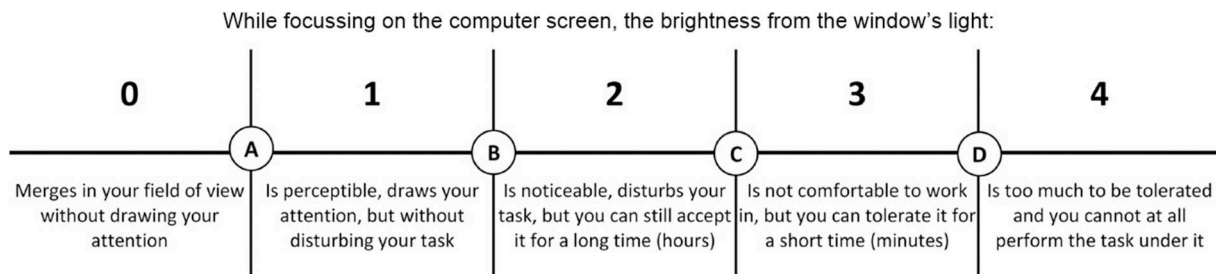 While focussing on the computer screen, the brightness from the window's light:
0
1
2
3
4
A
B
C
D
Merges in your field of view
without drawing your
attention
Is perceptible, draws your
attention, but without
disturbing your task
Is noticeable, disturbs your
task, but you can still accept
it for a long time (hours)
Is not comfortable to work
in, but you can tolerate it for
a short time (minutes)
Is too much to be tolerated
and you cannot at all
perform the task under it